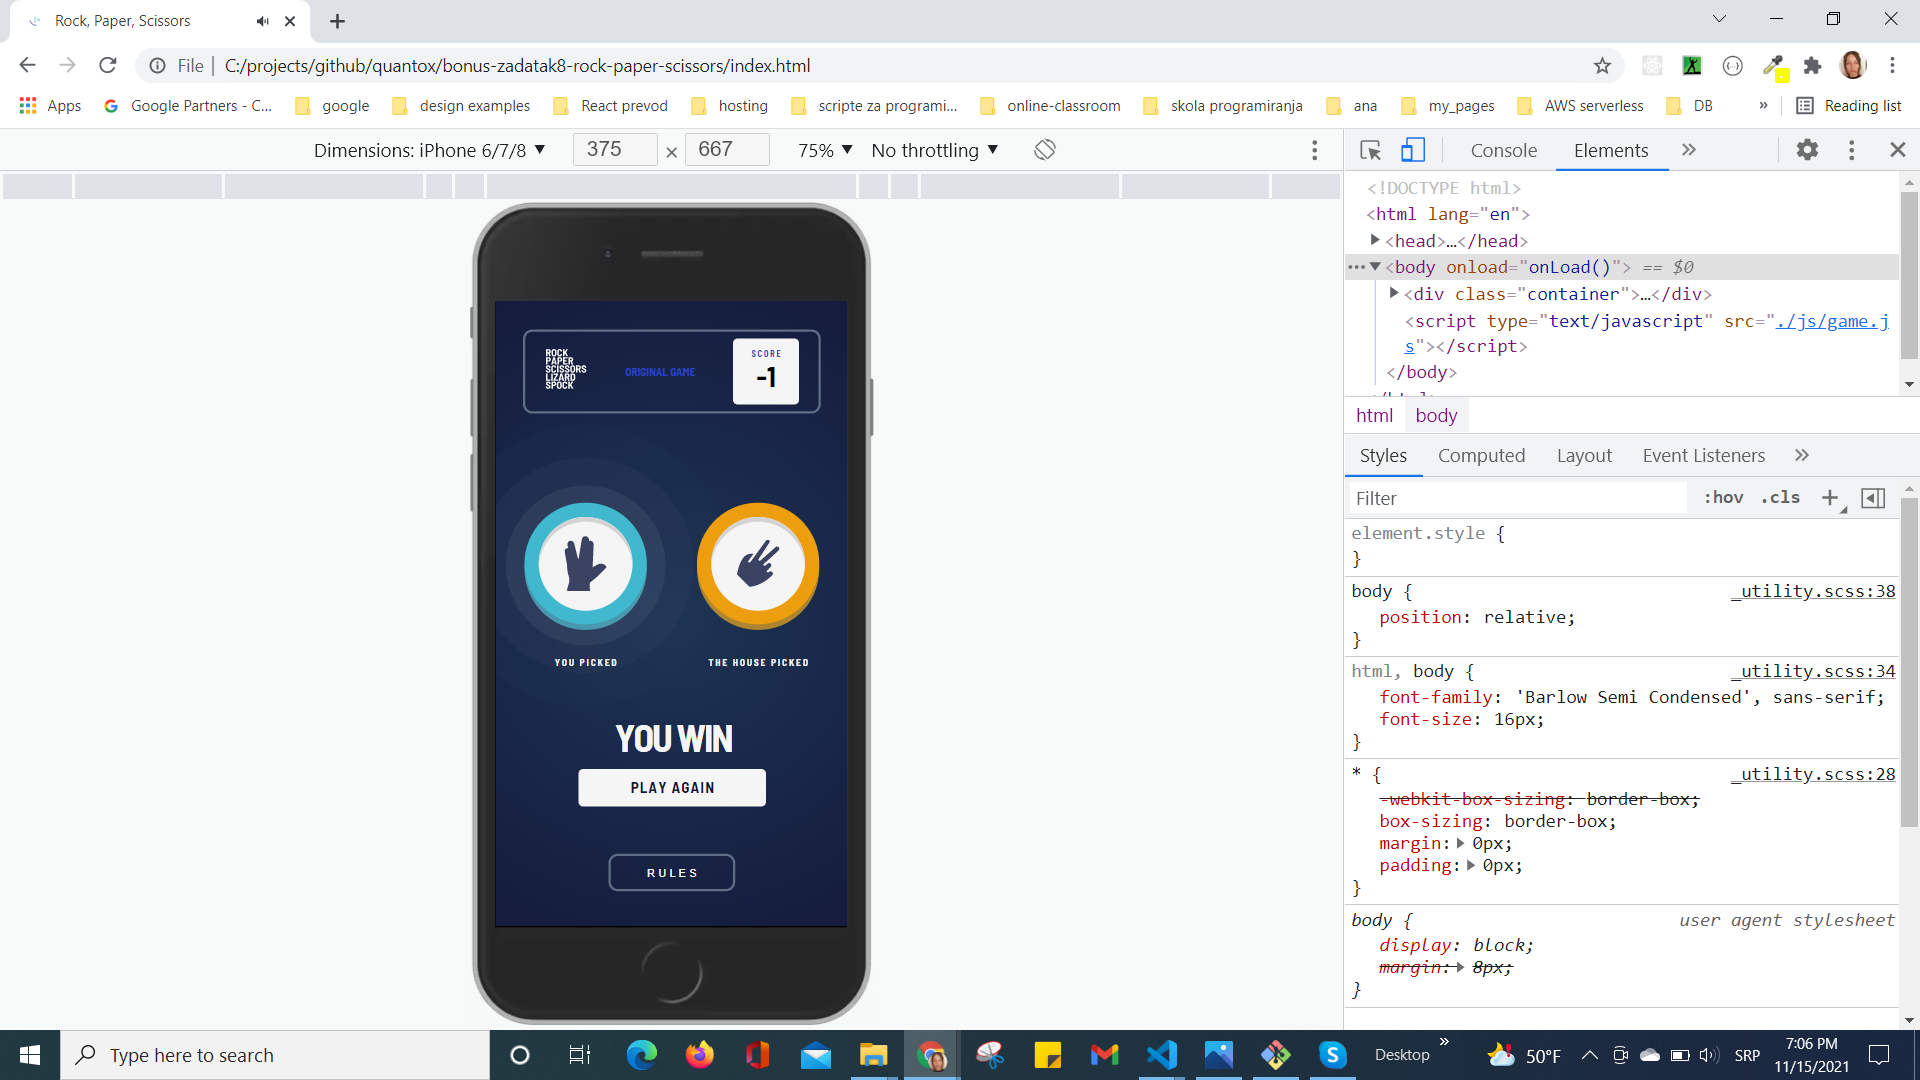 Rock, Paper, Scissors
File | C:/projects/github/quantox/bonus-zadatak8-rock-paper-scissors/index.html
Apps
Google Partners - C...
google
design examples
React prevod
hosting
scripte za programi...
online-classroom
skola programiranja
ana
my_pages
AWS serverless
DB
»
Reading list
Dimensions: iPhone 6/7/8 ▼ 375 × 667 75% ▼ No throttling ▼
ROCK
PAPER
SCISSORS
LIZARD
SPOCK
ORIGINAL GAME
SCORE
-1
YOU PICKED
THE HOUSE PICKED
YOU WIN
PLAY AGAIN
RULES
Console Elements »
<!DOCTYPE html>
<html lang="en">
<head>…</head>
<body onload="onLoad()"> == $0
<div class="container">…</div>
<script type="text/javascript" src="./js/game.j
s"></script>
</body>
html body
Styles Computed Layout Event Listeners »
Filter :hov .cls +
element.style {
}
body { _utility.scss:38
position: relative;
}
html, body { _utility.scss:34
font-family: 'Barlow Semi Condensed', sans-serif;
font-size: 16px;
}
* { _utility.scss:28
-webkit-box-sizing: border-box;
box-sizing: border-box;
margin: 0px;
padding: 0px;
}
body { user agent stylesheet
display: block;
margin: 8px;
}
Type here to search
Desktop »
50°F
SRP
7:06 PM
11/15/2021